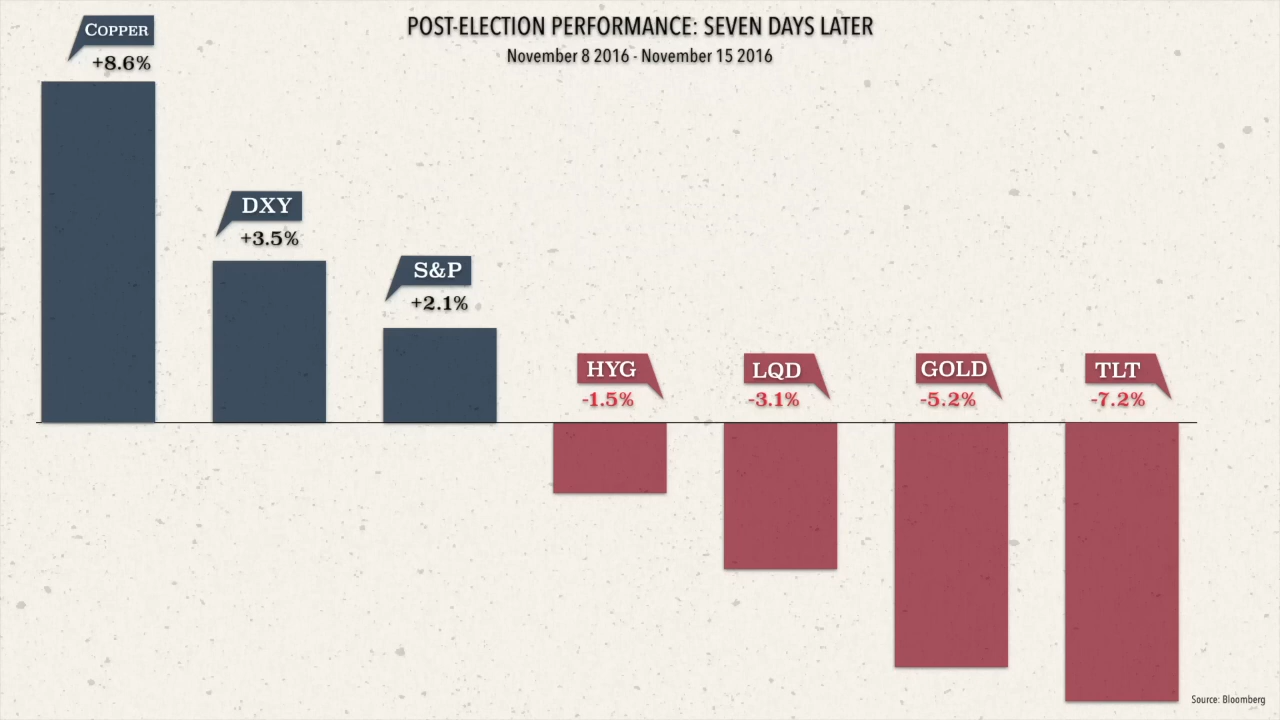 POST-ELECTION PERFORMANCE: SEVEN DAYS LATER
November 8 2016 - November 15 2016
COPPER
+8.6%
DXY
+3.5%
S&P
+2.1%
HYG
-1.5%
LQD
-3.1%
GOLD
-5.2%
TLT
-7.2%
Source: Bloomberg